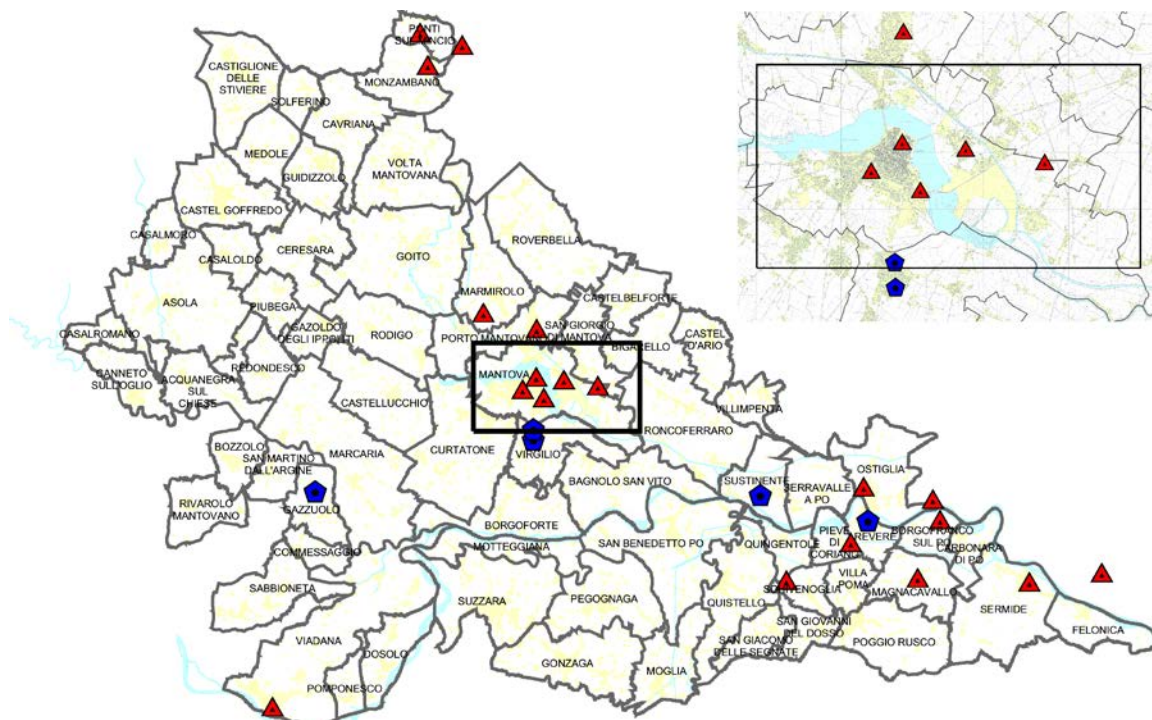 PONTI
SUL MINCIO
CASTIGLIONE
DELLE
STIVIERE
MONZAMBANO
SOLFERINO
CAVRIANA
MEDOLE
VOLTA
MANTOVANA
GUIDIZZOLO
CASTEL GOFFREDO
CASALMORO
CERESARA
ROVERBELLA
CASALOLDO
GOITO
MARMIROLO
ASOLA
PIUBEGA
CASTELBELFORTE
CASALROMANO
GAZOLDO
DEGLI IPPOLITI
RODIGO
PORTO MANTOVANO
SAN GIORGIO
DI MANTOVA
CASTEL
D'ARIO
BIGARELLO
CANNETO
SULL'OGLIO
ACQUANEGRA
SUL
CHIESE
REDONDESCO
MANTOVA
CASTELLUCCHIO
VILLIMPENTA
RONCOFERRARO
BOZZOLO
SAN MARTINO
DALL'ARGINE
MARCARIA
CURTATONE
VIRGILIO
OSTIGLIA
RIVAROLO
MANTOVANO
GAZZUOLO
BAGNOLO SAN VITO
SUSTINENTE
SERRAVALLE
A PO
BORGOFORTE
COMMESSAGGIO
MOTTEGGIANA
SAN BENEDETTO PO
QUINGENTOLE
PIEVE
DI
CORIANO
REVERE
BORGOFRANCO
SUL PO
CARBONARA
DI PO
SABBIONETA
SUZZARA
PEGOGNAGA
QUISTELLO
SCHIVENOGLIA
VILLA
POMA
MAGNACAVALLO
SERMIDE
FELONICA
VIADANA
DOSOLO
POMPONESCO
GONZAGA
MOGLIA
SAN GIACOMO
DELLE SEGNATE
SAN GIOVANNI
DEL DOSSO
POGGIO RUSCO